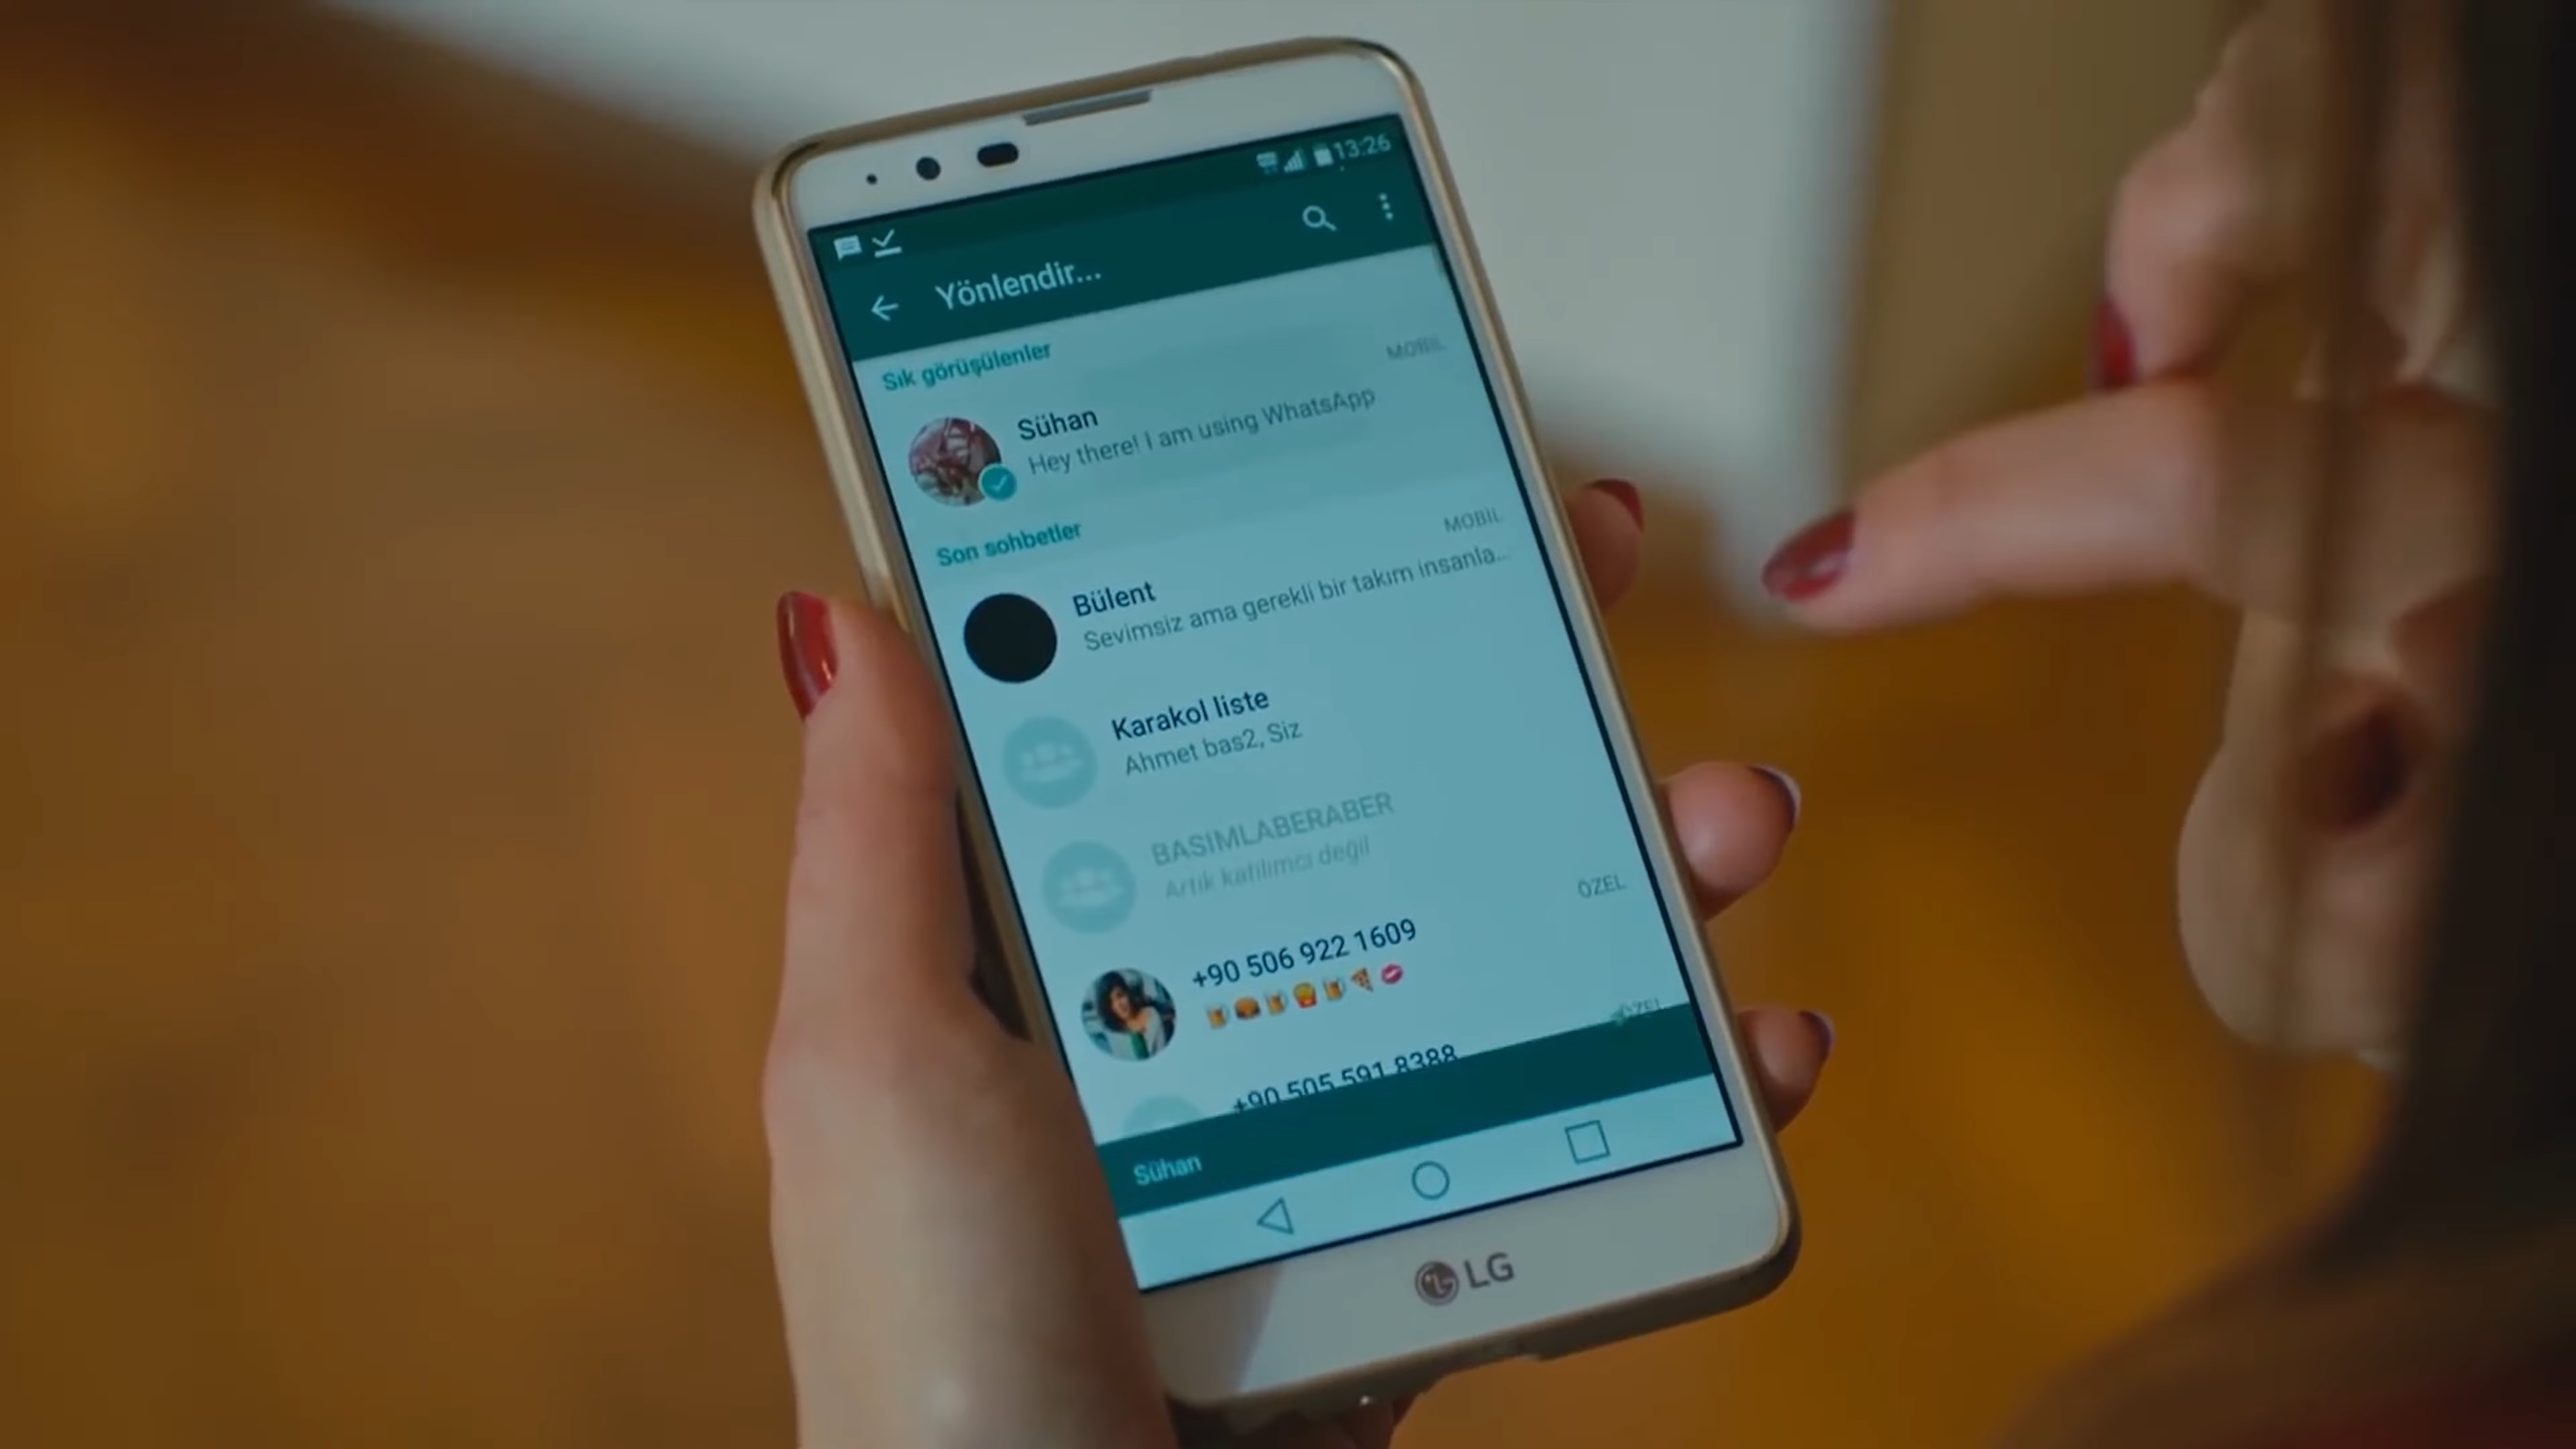 13:26
Yönlendir...
Sık görüşülenler
MOBİL
Sühan
Hey there! I am using WhatsApp
Son sohbetler
MOBİL
Bülent
Sevimsiz ama gerekli bir takım insanla...
Karakol liste
Ahmet bas2, Siz
BASIMLABERABER
Artık katılımcı değil
ÖZEL
+90 506 922 1609
ÖZEL
+90 505 591 8388
Sühan
LG